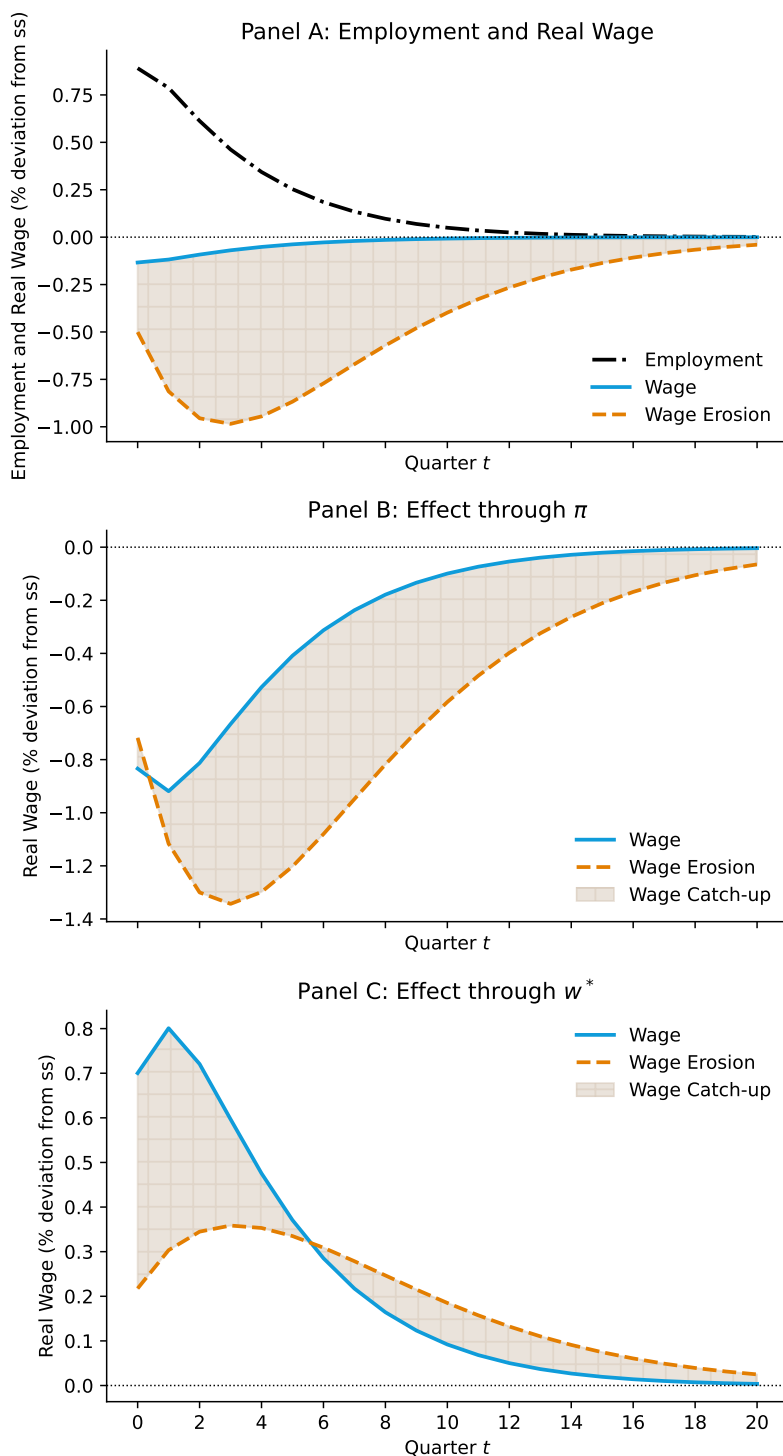 Panel A: Employment and Real Wage
Employment and Real Wage (% deviation from ss)
0.75
0.50
0.25
0.00
−0.25
−0.50
−0.75
−1.00
Employment
Wage
Wage Erosion
Quarter t
Panel B: Effect through π
Real Wage (% deviation from ss)
0.0
−0.2
−0.4
−0.6
−0.8
−1.0
−1.2
−1.4
Wage
Wage Erosion
Wage Catch-up
Quarter t
Panel C: Effect through w*
Real Wage (% deviation from ss)
0.8
0.7
0.6
0.5
0.4
0.3
0.2
0.1
0.0
Wage
Wage Erosion
Wage Catch-up
0 2 4 6 8 10 12 14 16 18 20
Quarter t